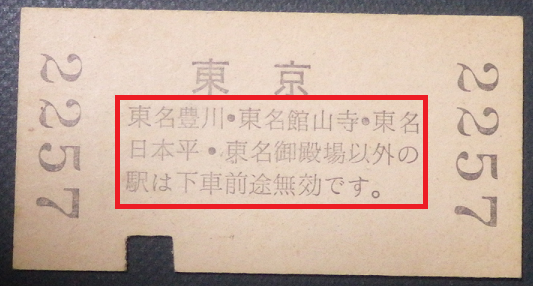 2257
東京
東名豊川・東名館山寺・東名
日本平・東名御殿場以外の
駅は下車前途無効です。
2257